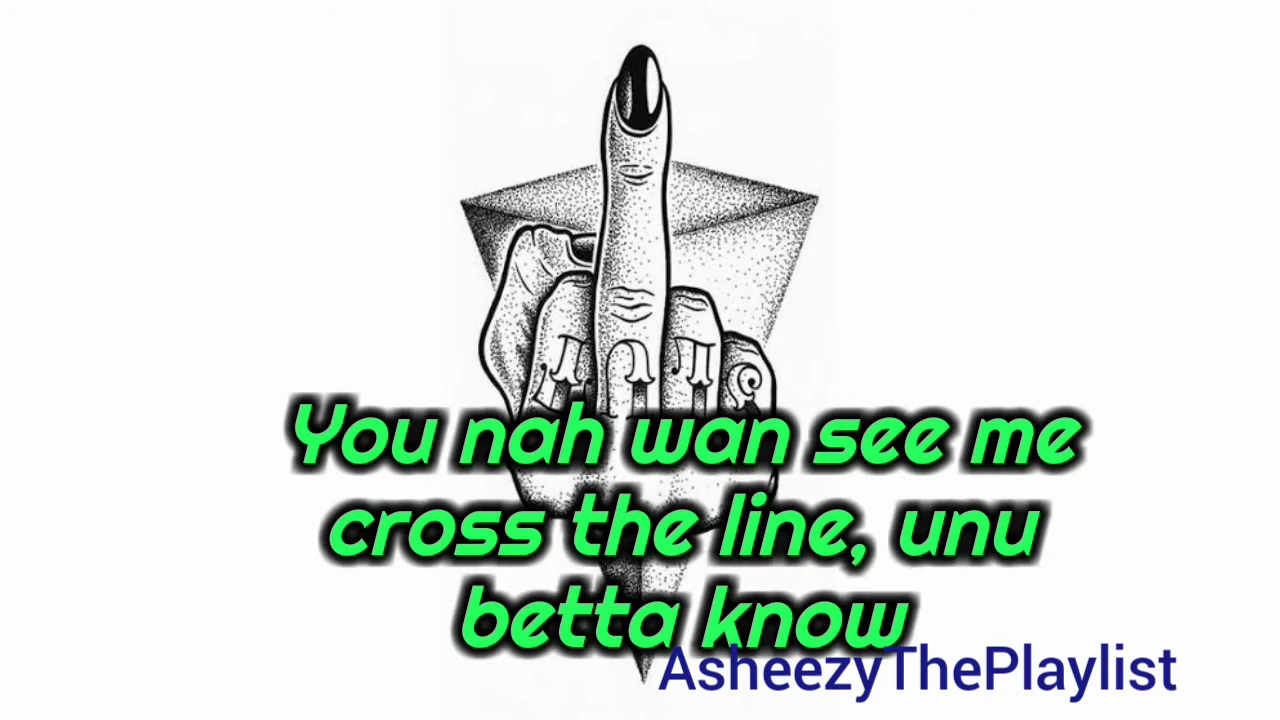 You nah wan see me
cross the line, unu
betta know
AsheezyThePlaylist